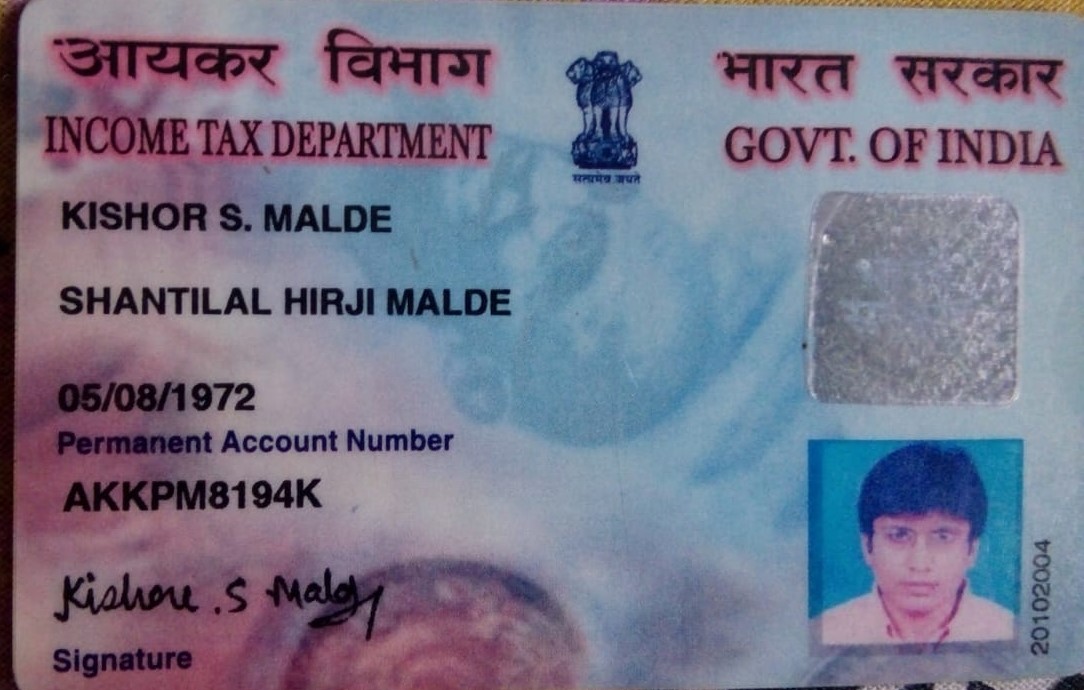 आयकर विभाग
INCOME TAX DEPARTMENT
सत्यमेव जयते
भारत सरकार
GOVT. OF INDIA
KISHOR S. MALDE
SHANTILAL HIRJI MALDE
05/08/1972
Permanent Account Number
AKKPM8194K
Kishore .S
Signature
20102004